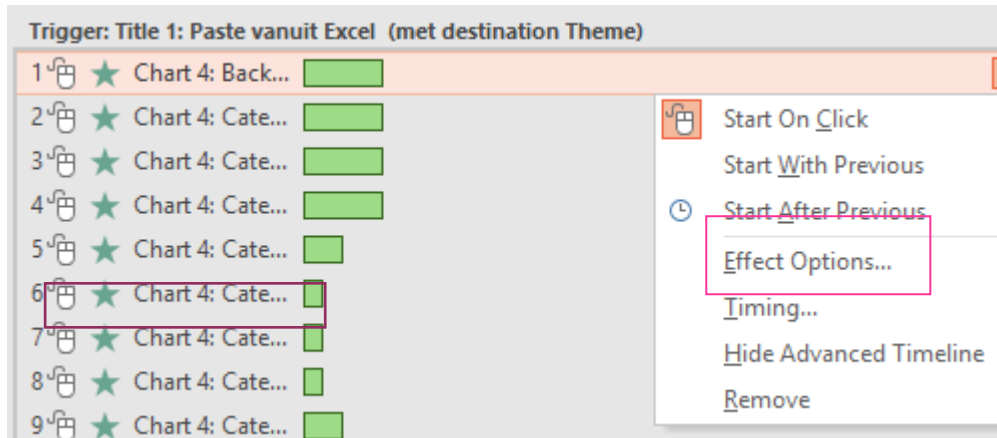 Trigger: Title 1: Paste vanuit Excel (met destination Theme)
1 Chart 4: Back...
2 Chart 4: Cate...
3 Chart 4: Cate...
4 Chart 4: Cate...
5 Chart 4: Cate...
6 Chart 4: Cate...
7 Chart 4: Cate...
8 Chart 4: Cate...
9 Chart 4: Cate...
Start On Click
Start With Previous
Start After Previous
Effect Options...
Timing...
Hide Advanced Timeline
Remove